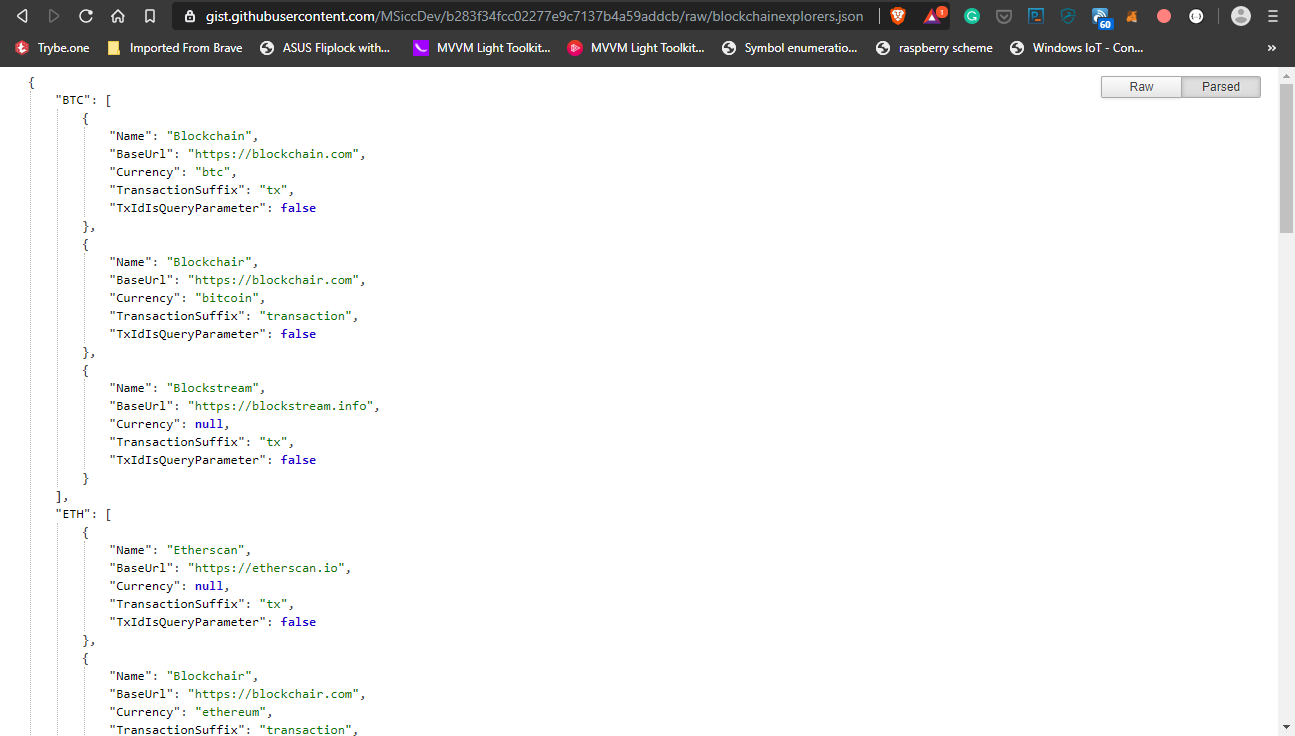 gist.githubusercontent.com/MSiccDev/b283f34fcc02277e9c7137b4a59addcb/raw/blockchainexplorers.json
1
60
Trybe.one
Imported From Brave
ASUS Fliplock with...
MVVM Light Toolkit...
MVVM Light Toolkit...
Symbol enumeratio...
raspberry scheme
Windows IoT - Con...
»
Raw
Parsed
{
"BTC": [
{
"Name": "Blockchain",
"BaseUrl": "https://blockchain.com",
"Currency": "btc",
"TransactionSuffix": "tx",
"TxIdIsQueryParameter": false
},
{
"Name": "Blockchair",
"BaseUrl": "https://blockchair.com",
"Currency": "bitcoin",
"TransactionSuffix": "transaction",
"TxIdIsQueryParameter": false
},
{
"Name": "Blockstream",
"BaseUrl": "https://blockstream.info",
"Currency": null,
"TransactionSuffix": "tx",
"TxIdIsQueryParameter": false
}
],
"ETH": [
{
"Name": "Etherscan",
"BaseUrl": "https://etherscan.io",
"Currency": null,
"TransactionSuffix": "tx",
"TxIdIsQueryParameter": false
},
{
"Name": "Blockchair",
"BaseUrl": "https://blockchair.com",
"Currency": "ethereum",
"TransactionSuffix": "transaction",